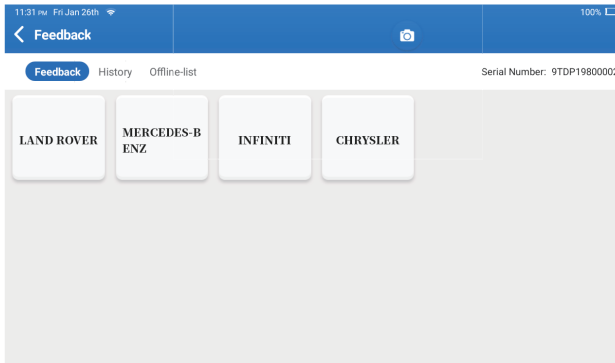 11:31 PM Fri Jan 26th
100%
Feedback
Feedback History Offline-list
Serial Number: 9TDP1980000
LAND ROVER
MERCEDES-B
ENZ
INFINITI
CHRYSLER